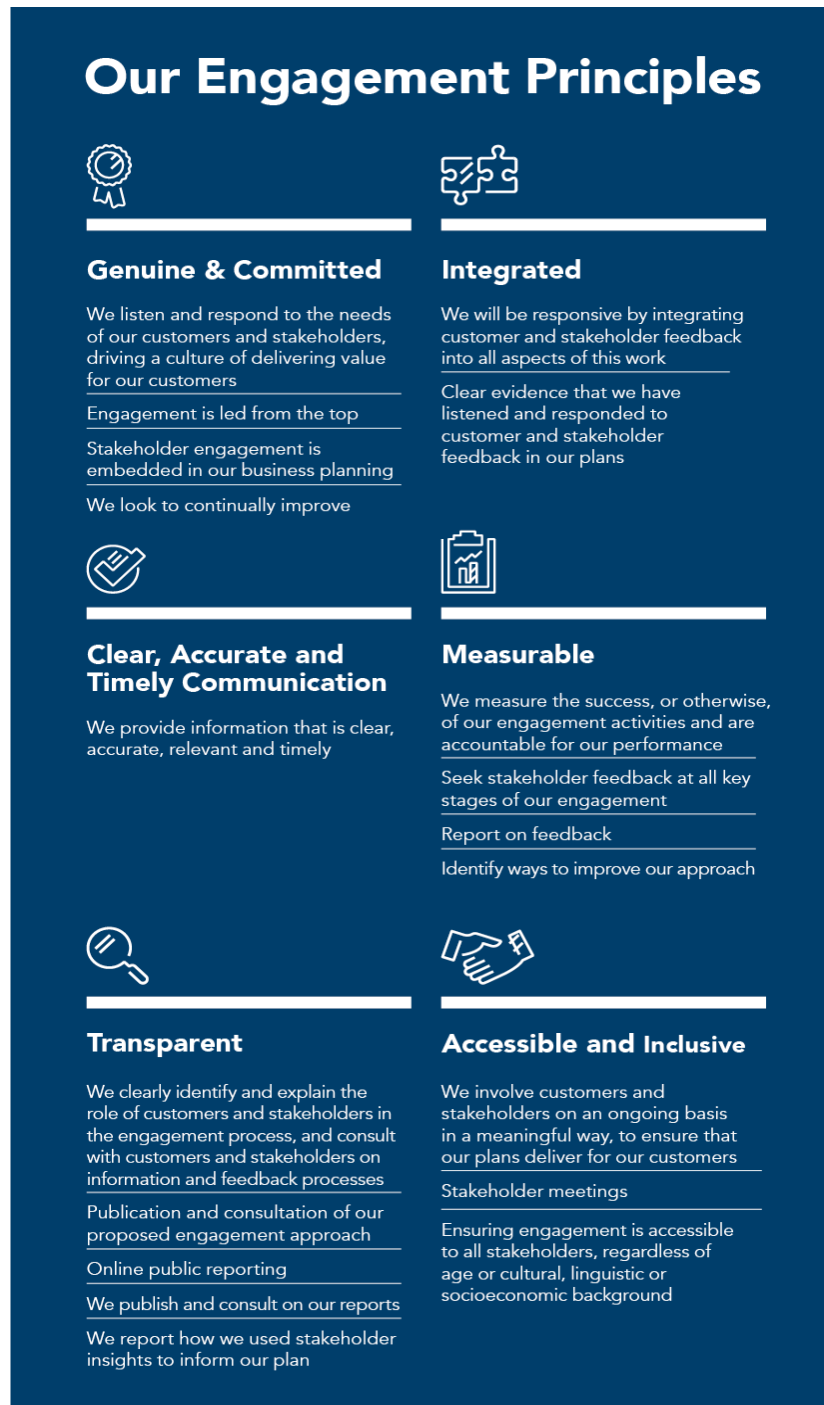 Our Engagement Principles
Genuine & Committed
We listen and respond to the needs
of our customers and stakeholders,
driving a culture of delivering value
for our customers
Engagement is led from the top
Stakeholder engagement is
embedded in our business planning
We look to continually improve
Integrated
We will be responsive by integrating
customer and stakeholder feedback
into all aspects of this work
Clear evidence that we have
listened and responded to
customer and stakeholder
feedback in our plans
Clear, Accurate and
Timely Communication
We provide information that is clear,
accurate, relevant and timely
Measurable
We measure the success, or otherwise,
of our engagement activities and are
accountable for our performance
Seek stakeholder feedback at all key
stages of our engagement
Report on feedback
Identify ways to improve our approach
Transparent
We clearly identify and explain the
role of customers and stakeholders in
the engagement process, and consult
with customers and stakeholders on
information and feedback processes
Publication and consultation of our
proposed engagement approach
Online public reporting
We publish and consult on our reports
We report how we used stakeholder
insights to inform our plan
Accessible and Inclusive
We involve customers and
stakeholders on an ongoing basis
in a meaningful way, to ensure that
our plans deliver for our customers
Stakeholder meetings
Ensuring engagement is accessible
to all stakeholders, regardless of
age or cultural, linguistic or
socioeconomic background